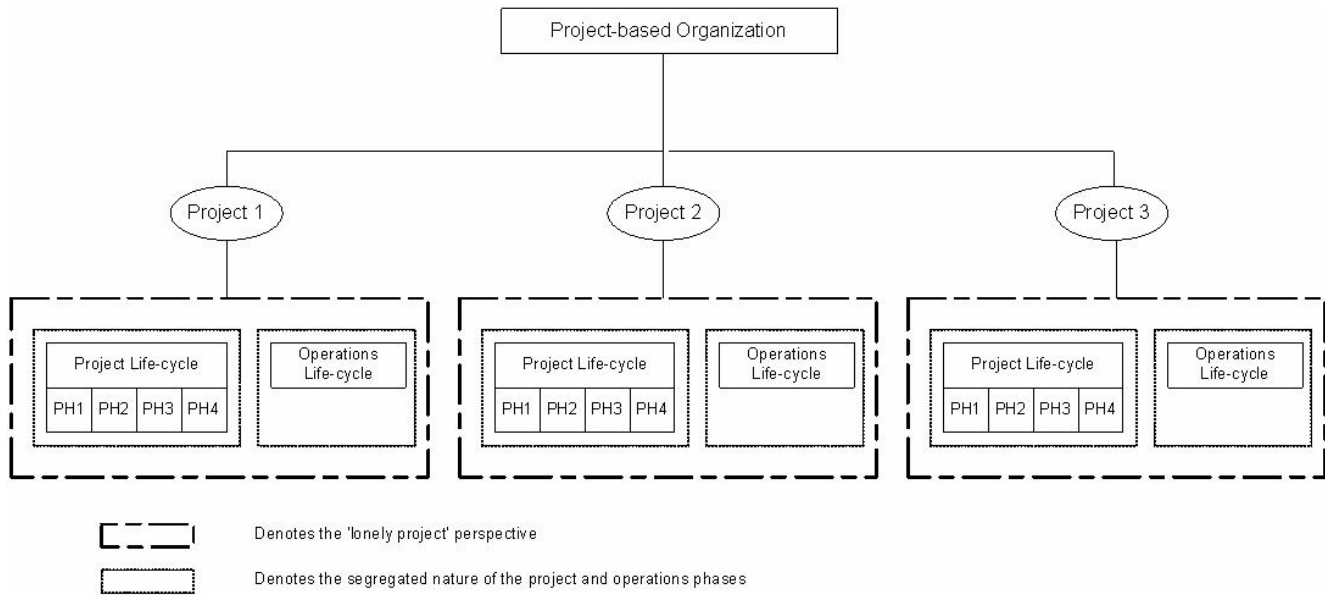 Project-based Organization
Project 1
Project 2
Project 3
Project Life-cycle
PH1 PH2 PH3 PH4
Operations
Life-cycle
Project Life-cycle
PH1 PH2 PH3 PH4
Operations
Life-cycle
Project Life-cycle
PH1 PH2 PH3 PH4
Operations
Life-cycle
Denotes the 'lonely project' perspective
Denotes the segregated nature of the project and operations phases